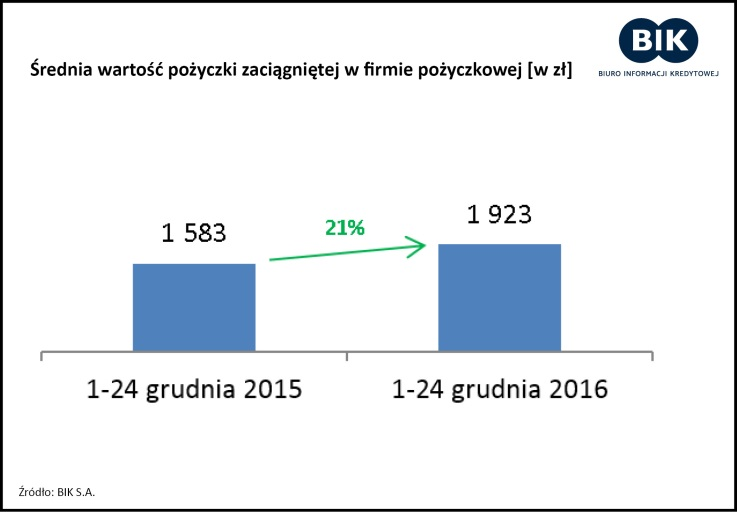 Średnia wartość pożyczki zaciągniętej w firmie pożyczkowej [w zł]
BIK
BIURO INFORMACJI KREDYTOWEJ
1 583
21%
1 923
1-24 grudnia 2015
1-24 grudnia 2016
Źródło: BIK S.A.